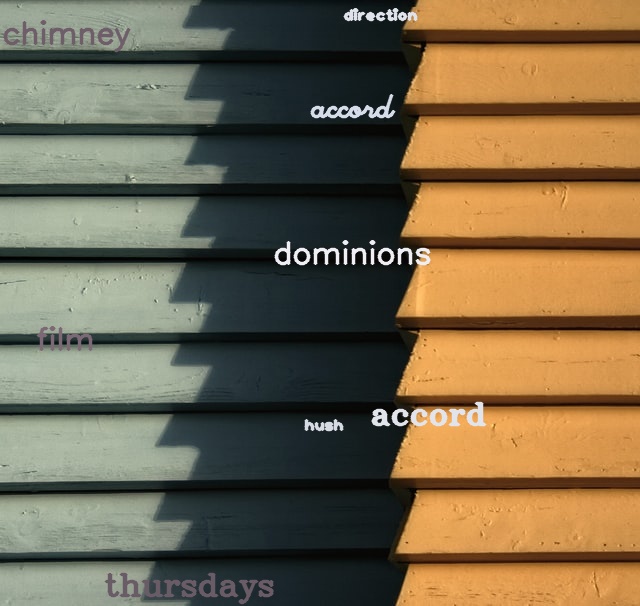 direction
chimney
accord
dominions
film
accord
hush
thursdays